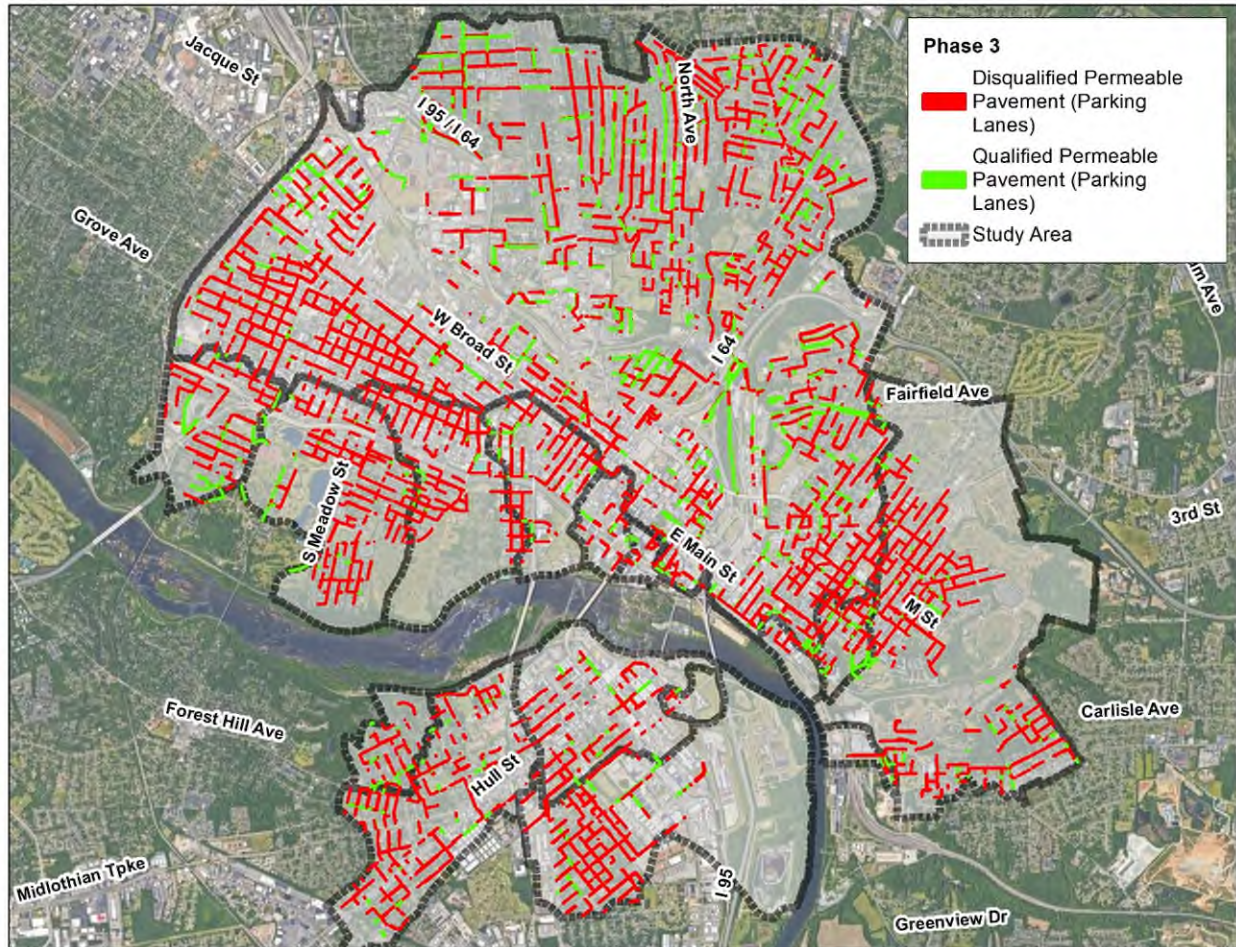 Phase 3
Disqualified Permeable
Pavement (Parking
Lanes)
Qualified Permeable
Pavement (Parking
Lanes)
Study Area
Jacque St
North Ave
I 95 / I 64
Grove Ave
W Broad St
I 64
Fairfield Ave
3rd St
S Meadow St
E Main St
M St
Forest Hill Ave
Carlisle Ave
Hull St
Midlothian Tpke
I 95
Greenview Dr
Ave